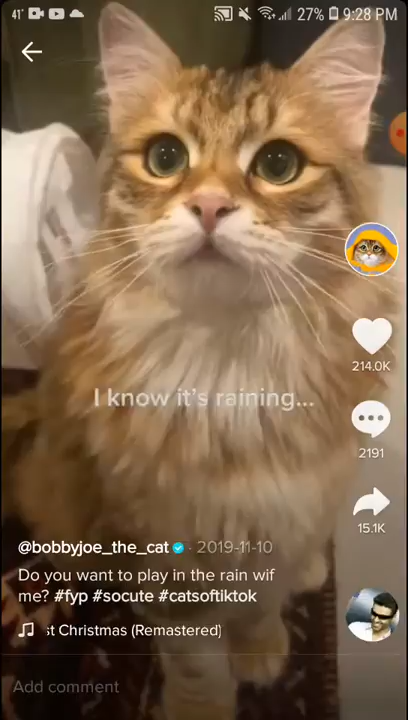 41° 27% 9:28 PM
I know it's raining...
214.0K
2191
15.1K
@bobbyjoe_the_cat · 2019-11-10
Do you want to play in the rain wif
me? #fyp #socute #catsoftiktok
st Christmas (Remastered)
Add comment